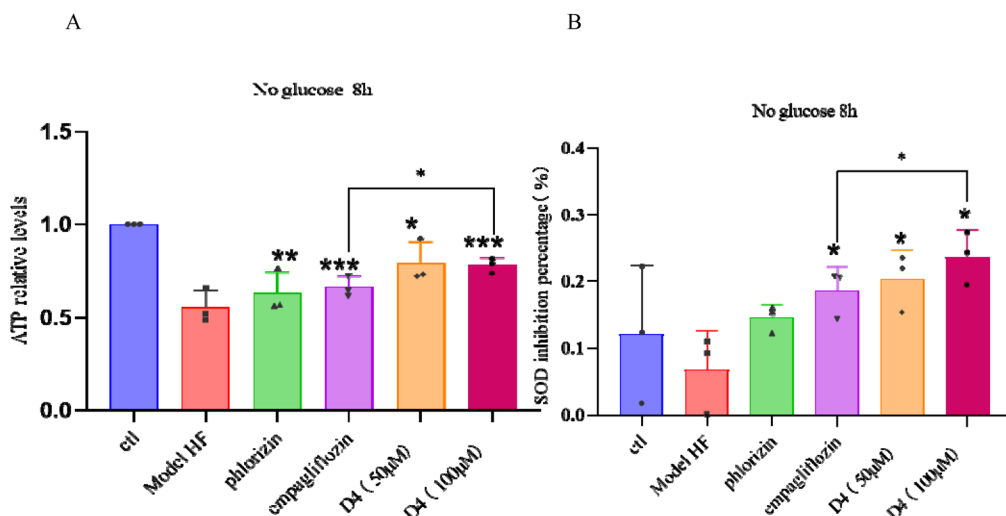 A
No glucose 8h
ATP relative levels
1.5
1.0
0.5
0.0
**
***
*
***
*
ctl
Model HF
phlorizin
empagliflozin
D4（50μM）
D4（100μM）
B
No glucose 8h
SOD inhibition percentage（%）
0.4
0.3
0.2
0.1
0.0
*
*
*
*
ctl
Model HF
phlorizin
empagliflozin
D4（50μM）
D4（100μM）